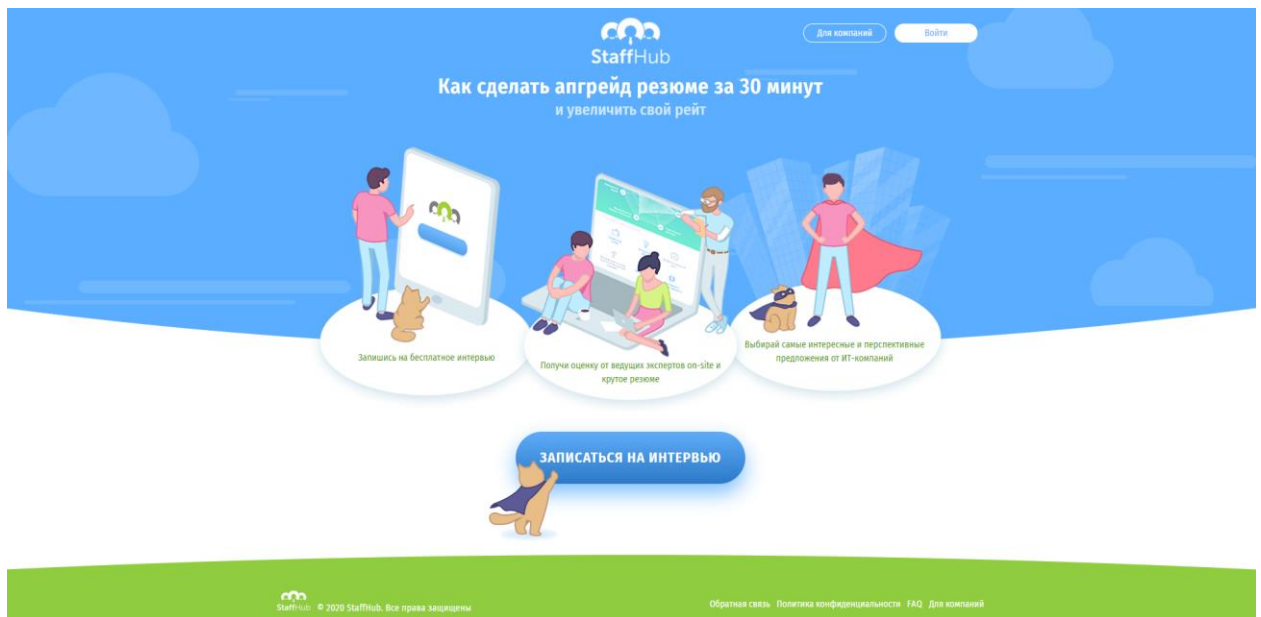 StaffHub
Для компаний
Войти
Как сделать апгрейд резюме за 30 минут
и увеличить свой рейт
Запишись на бесплатное интервью
Получи оценку от ведущих экспертов on-site и
крутое резюме
Выбирай самые интересные и перспективные
предложения от ИТ-компаний
ЗАПИСАТЬСЯ НА ИНТЕРВЬЮ
StaffHub © 2020 StaffHub. Все права защищены
Обратная связь Политика конфиденциальности FAQ Для компаний